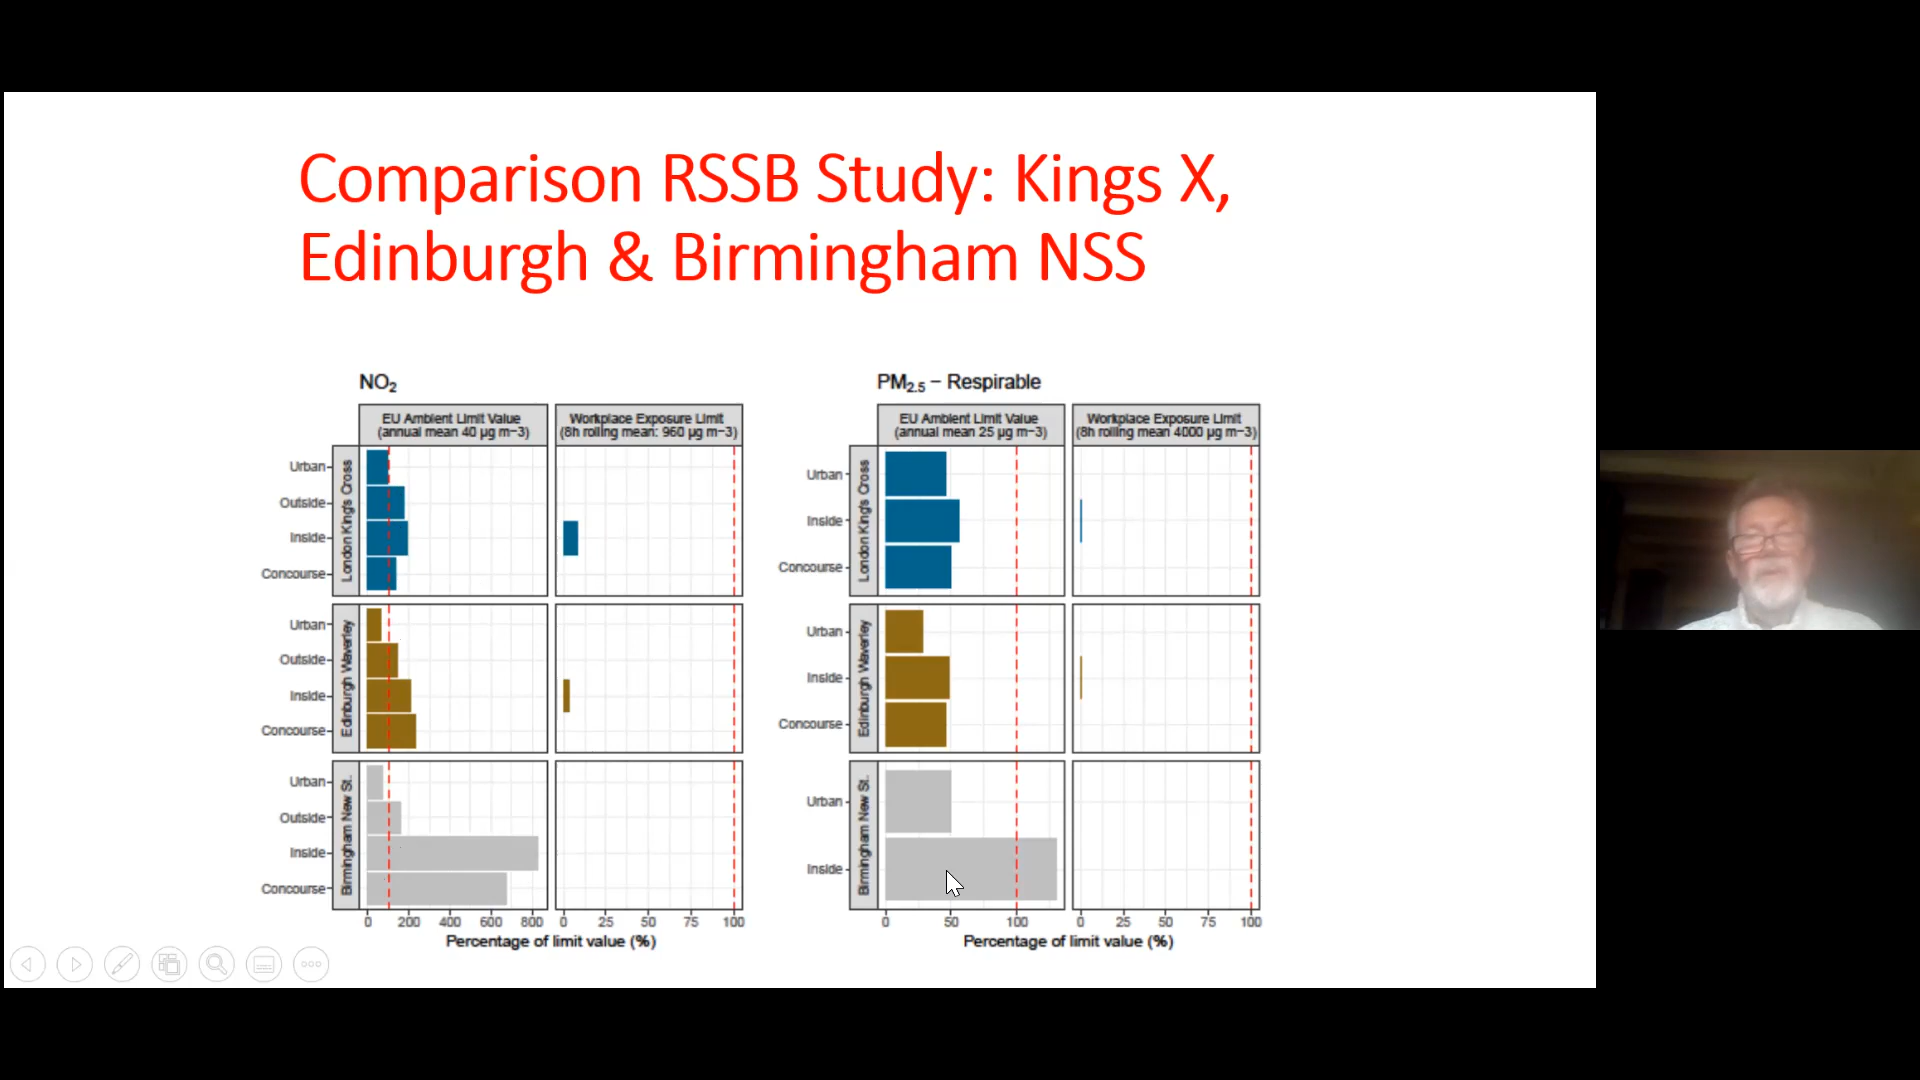 Comparison RSSB Study: Kings X,
Edinburgh & Birmingham NSS
NO2
EU Ambient Limit Value
(annual mean 40 µg m−3)
Workplace Exposure Limit
(8h rolling mean: 960 µg m−3)
London King's Cross
Urban
Outside
Inside
Concourse
Edinburgh Waverley
Urban
Outside
Inside
Concourse
Birmingham New St.
Urban
Outside
Inside
Concourse
0 200 400 600 800
0 25 50 75 100
Percentage of limit value (%)
PM2.5 − Respirable
EU Ambient Limit Value
(annual mean 25 µg m−3)
Workplace Exposure Limit
(8h rolling mean 4000 µg m−3)
London King's Cross
Urban
Inside
Concourse
Edinburgh Waverley
Urban
Inside
Concourse
Birmingham New St.
Urban
Inside
0 50 100
0 25 50 75 100
Percentage of limit value (%)